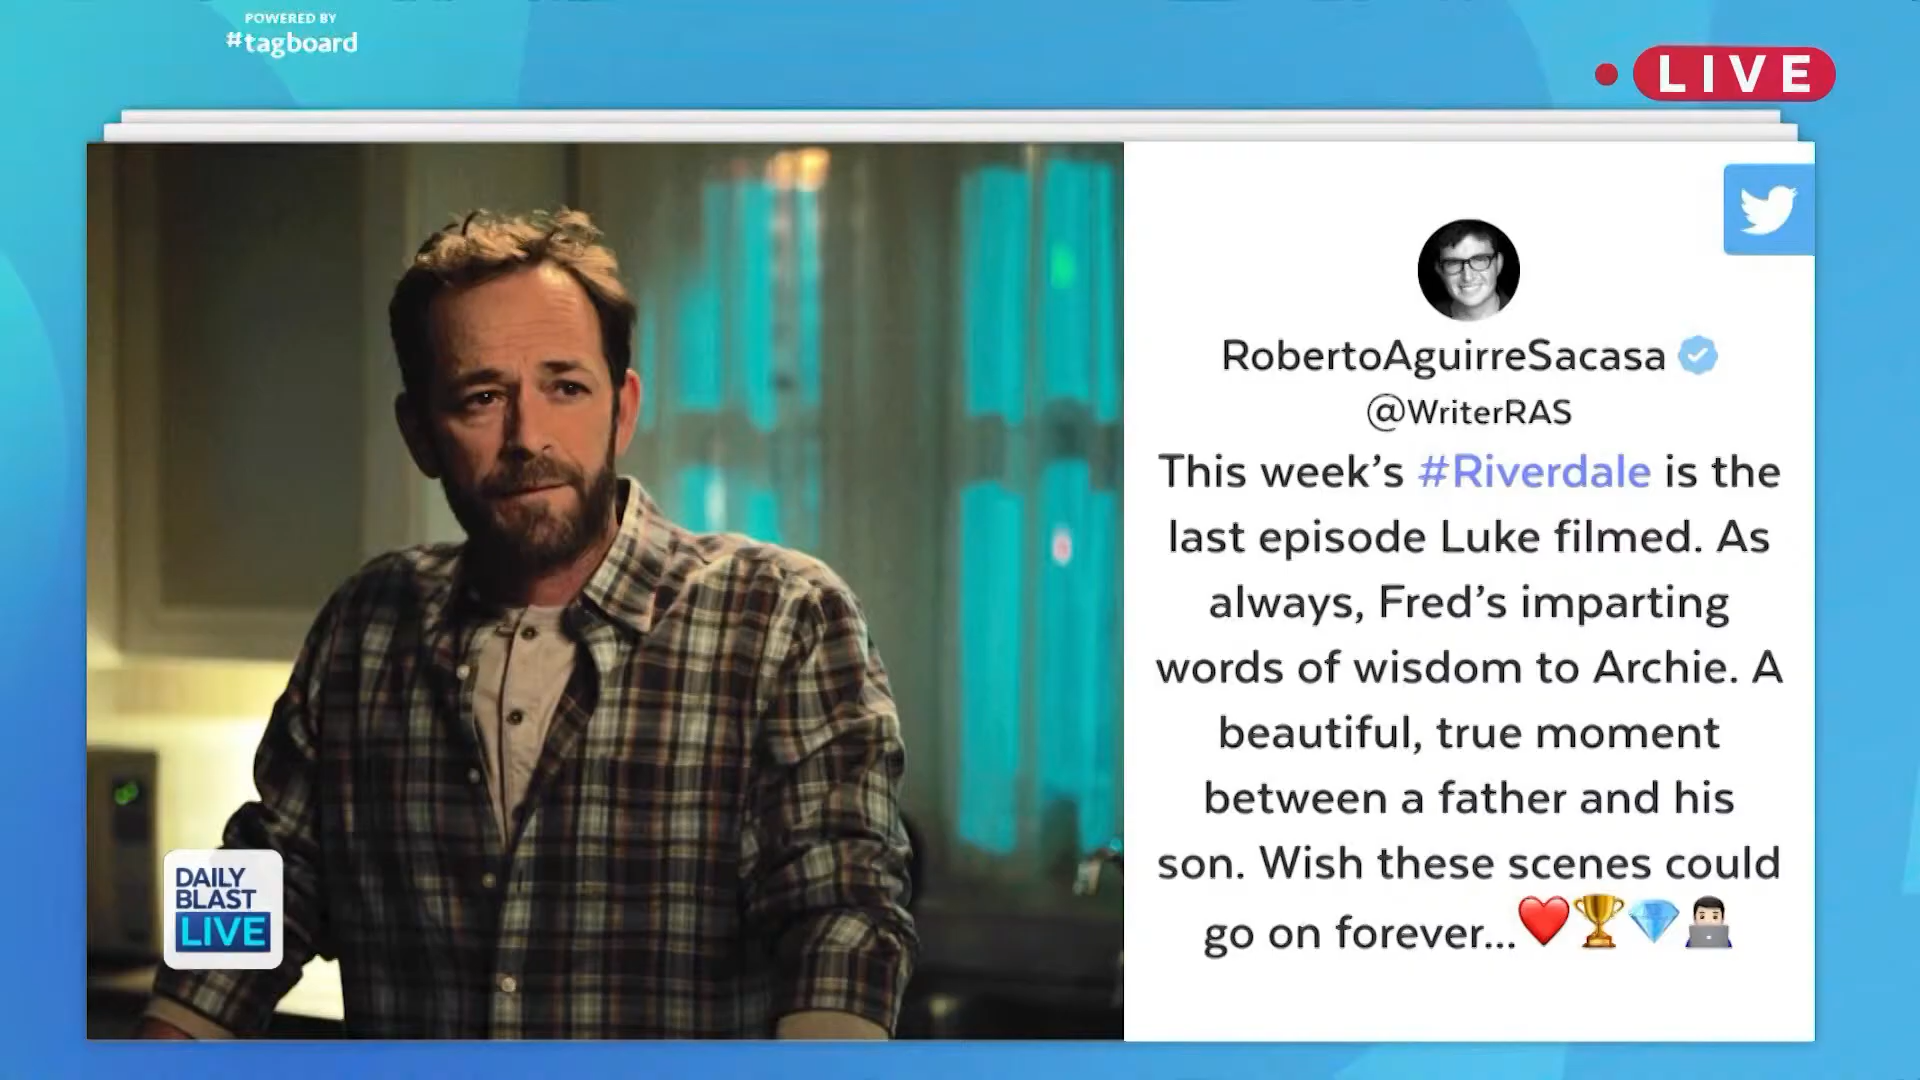 POWERED BY
#tagboard
LIVE
RobertoAguirreSacasa
@WriterRAS
This week’s #Riverdale is the
last episode Luke filmed. As
always, Fred’s imparting
words of wisdom to Archie. A
beautiful, true moment
between a father and his
son. Wish these scenes could
go on forever...❤️🏆💎👨🏻‍💻
DAILY
BLAST
LIVE